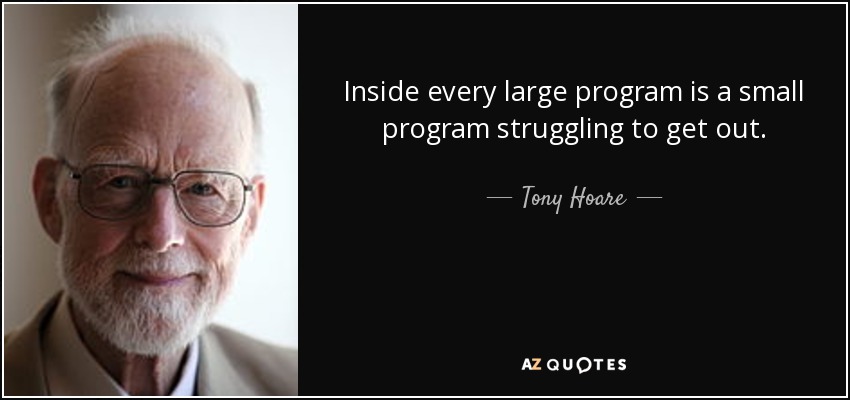 Inside every large program is a small
program struggling to get out.
— Tony Hoare —
AZ QUOTES